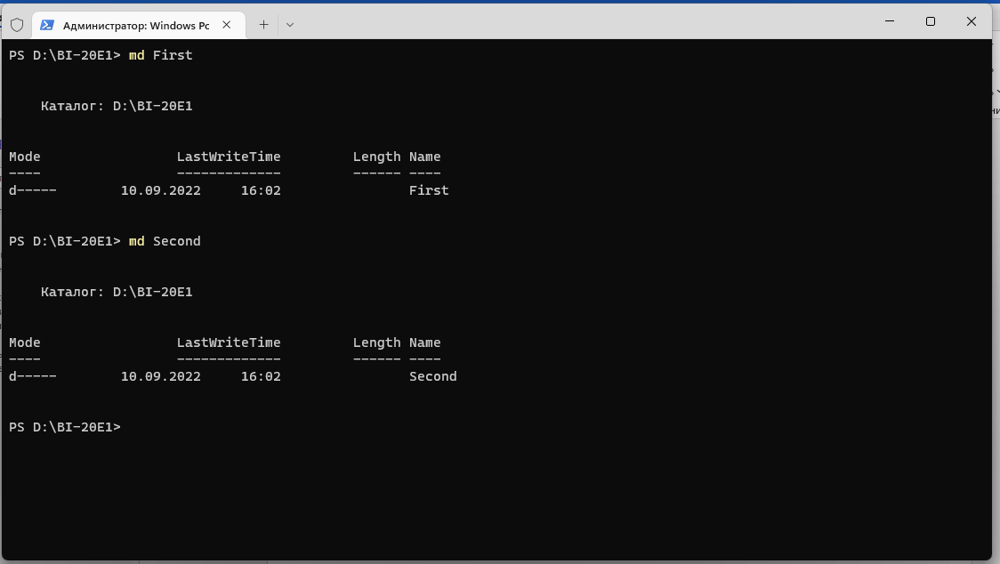 Администратор: Windows Pc
PS D:\BI-20E1> md First
Каталог: D:\BI-20E1
Mode LastWriteTime Length Name
---- ------------- ------ ----
d----- 10.09.2022 16:02 First
PS D:\BI-20E1> md Second
Каталог: D:\BI-20E1
Mode LastWriteTime Length Name
---- ------------- ------ ----
d----- 10.09.2022 16:02 Second
PS D:\BI-20E1>